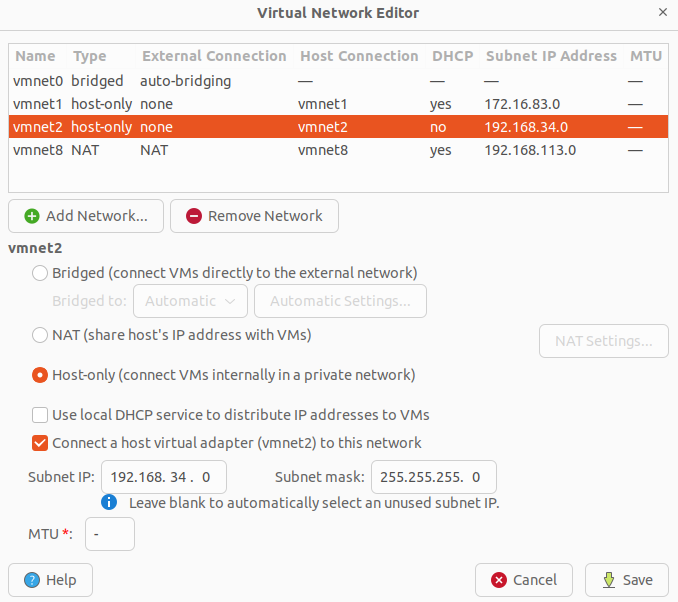 Virtual Network Editor
Name Type External Connection Host Connection DHCP Subnet IP Address MTU
vmnet0 bridged auto-bridging — — — —
vmnet1 host-only none vmnet1 yes 172.16.83.0 —
vmnet2 host-only none vmnet2 no 192.168.34.0 —
vmnet8 NAT NAT vmnet8 yes 192.168.113.0 —
Add Network... Remove Network
vmnet2
Bridged (connect VMs directly to the external network)
Bridged to: Automatic Automatic Settings...
NAT (share host's IP address with VMs)
NAT Settings...
Host-only (connect VMs internally in a private network)
Use local DHCP service to distribute IP addresses to VMs
Connect a host virtual adapter (vmnet2) to this network
Subnet IP: 192.168. 34 . 0 Subnet mask: 255.255.255. 0
Leave blank to automatically select an unused subnet IP.
MTU *: -
Help Cancel Save